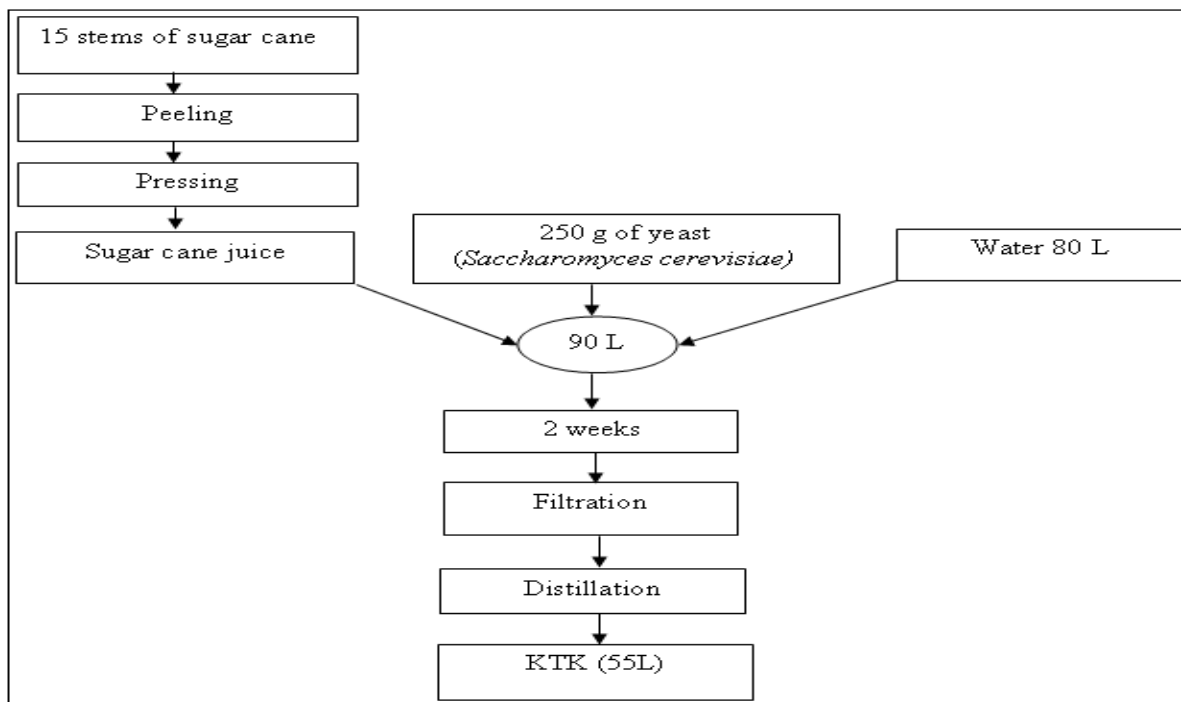 15 stems of sugar cane
Peeling
Pressing
Sugar cane juice
250 g of yeast
(Saccharomyces cerevisiae)
Water 80 L
90 L
2 weeks
Filtration
Distillation
KTK (55L)